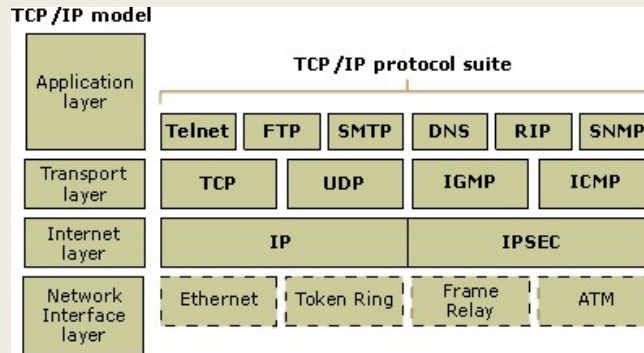 TCP/IP model
TCP/IP protocol suite
Application
layer
Telnet FTP SMTP DNS RIP SNMP
Transport
layer
TCP UDP IGMP ICMP
Internet
layer
IP IPSEC
Network
Interface
layer
Ethernet Token Ring Frame
Relay ATM